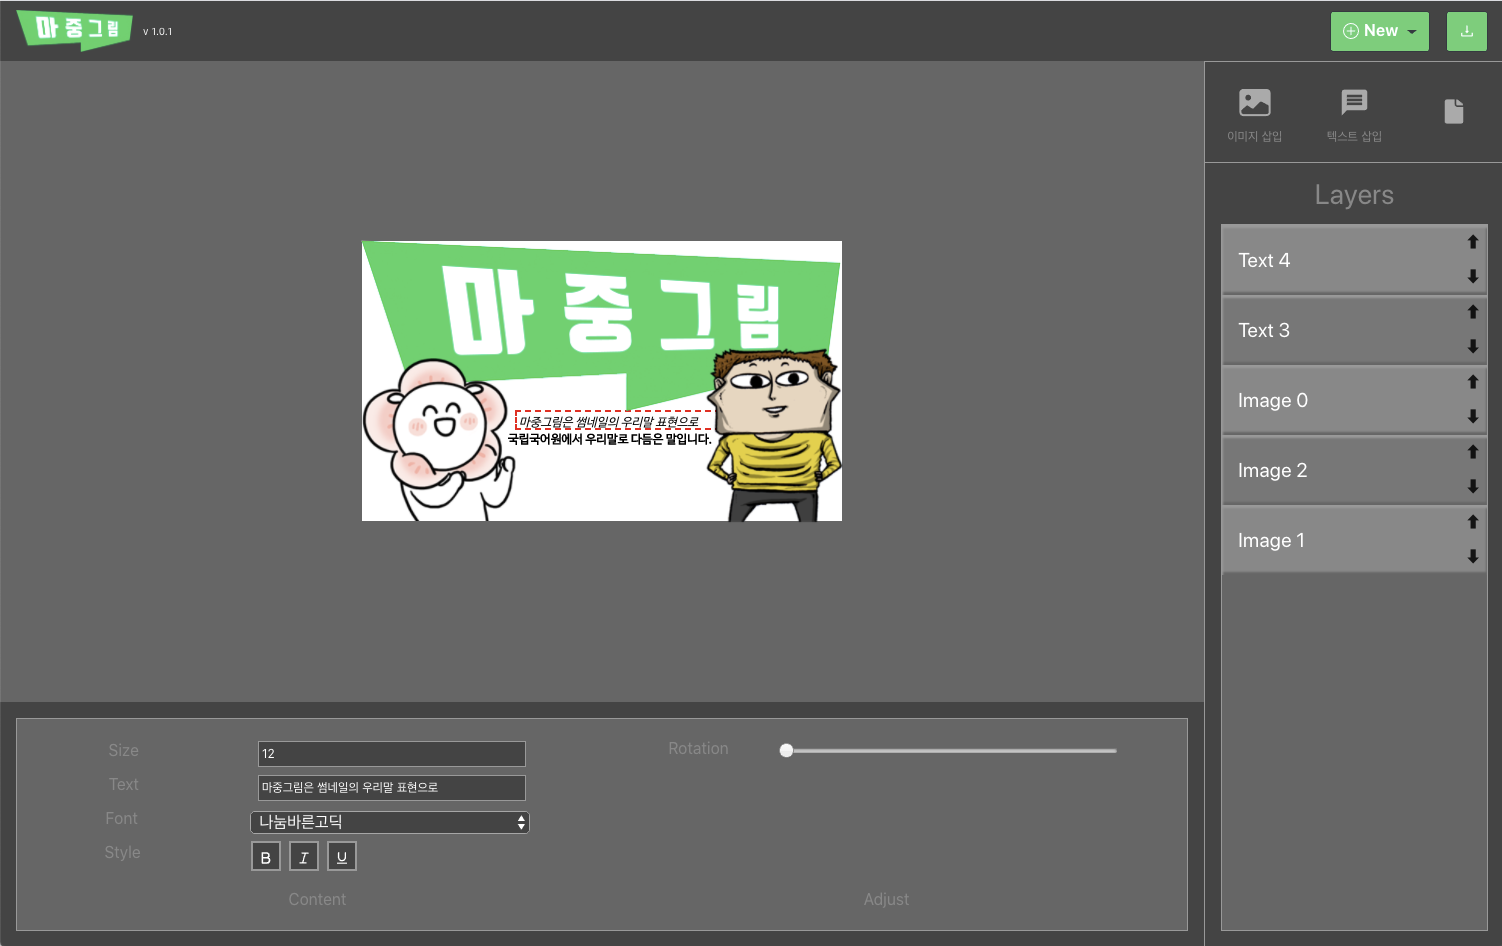 마중그림
v 1.0.1
New
이미지 삽입
텍스트 삽입
Layers
Text 4
Text 3
Image 0
Image 2
Image 1
마중그림
마중그림은 썸네일의 우리말 표현으로
국립국어원에서 우리말로 다듬은 말입니다.
Size
12
Text
마중그림은 썸네일의 우리말 표현으로
Font
나눔바른고딕
Style
B I U
Content
Rotation
Adjust